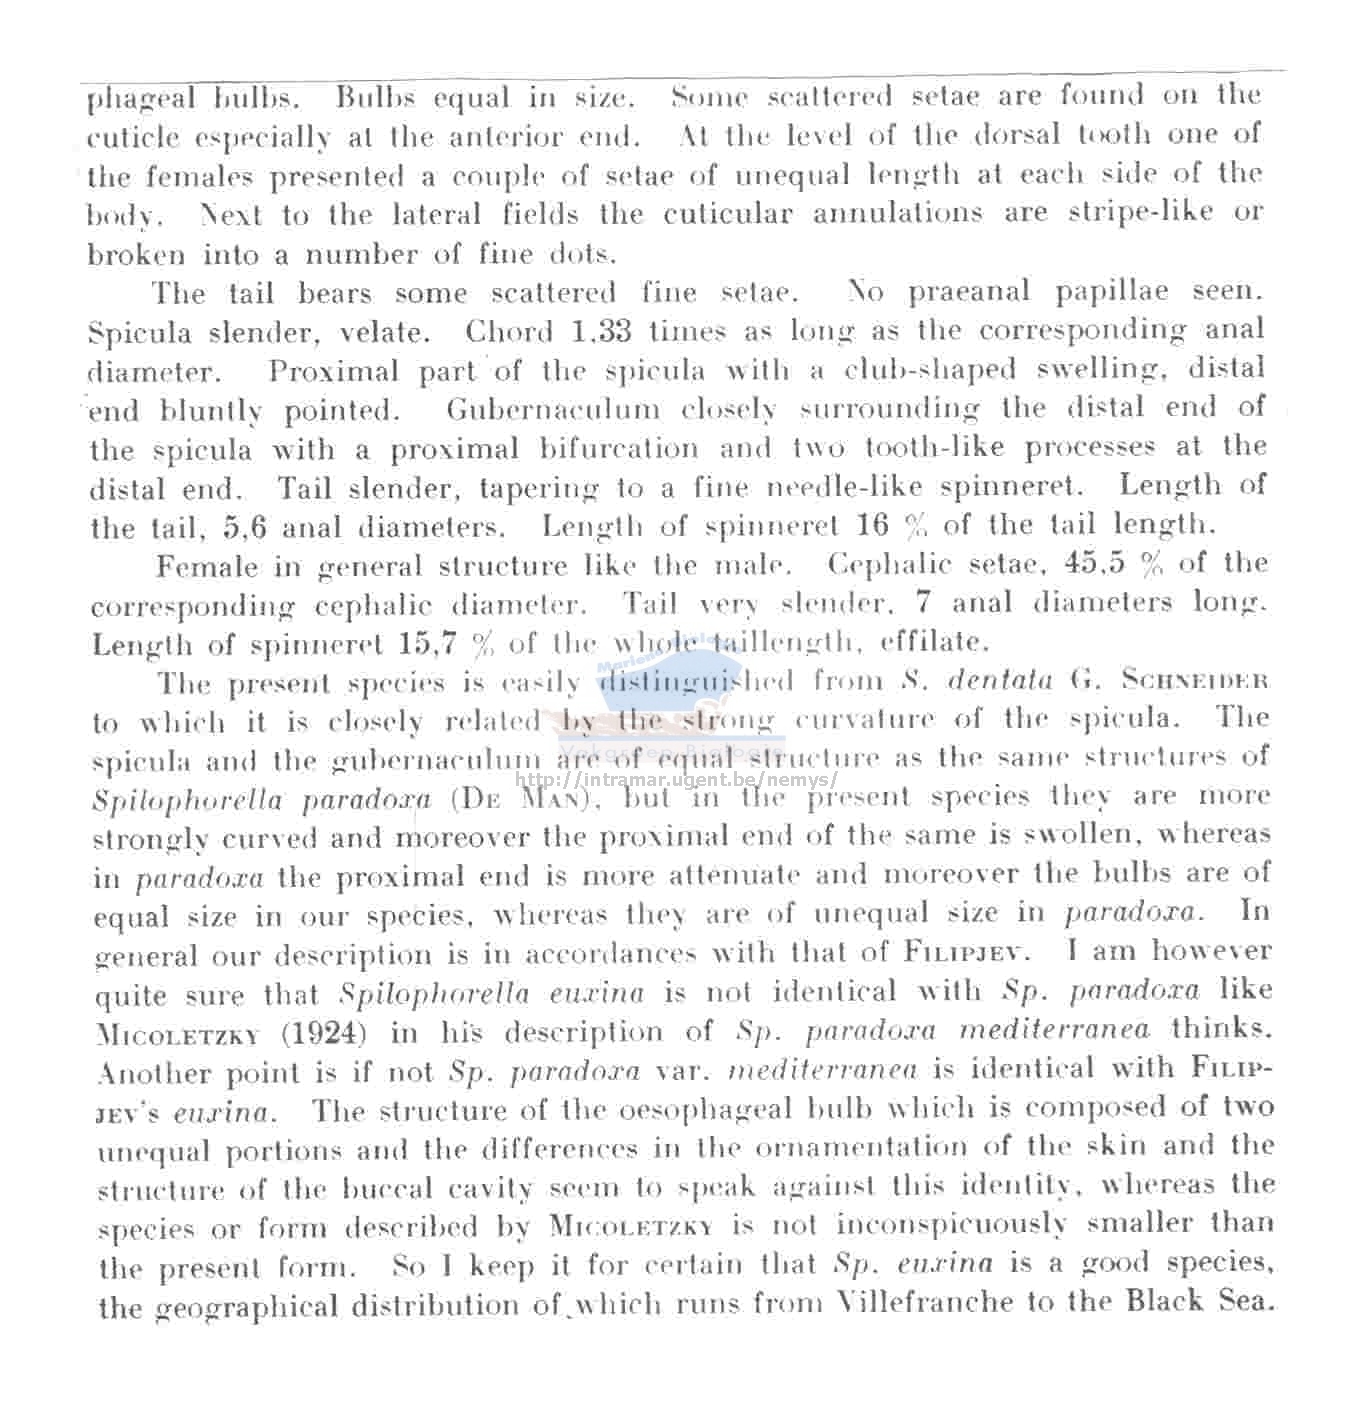 phageal bulbs. Bulbs equal in size. Some scattered setae are found on the
cuticle especially at the anterior end. At the level of the dorsal tooth one of
the females presented a couple of setae of unequal length at each side of the
body. Next to the lateral fields the cuticular annulations are stripe-like or
broken into a number of fine dots.
The tail bears some scattered fine setae. No praeanal papillae seen.
Spicula slender, velate. Chord 1,33 times as long as the corresponding anal
diameter. Proximal part of the spicula with a club-shaped swelling, distal
end bluntly pointed. Gubernaculum closely surrounding the distal end of
the spicula with a proximal bifurcation and two tooth-like processes at the
distal end. Tail slender, tapering to a fine needle-like spinneret. Length of
the tail, 5,6 anal diameters. Length of spinneret 16 % of the tail length.
Female in general structure like the male. Cephalic setae, 45,5 % of the
corresponding cephalic diameter. Tail very slender, 7 anal diameters long.
Length of spinneret 15,7 % of the whole taillength, effilate.
The present species is easily distinguished from S. dentata G. SCHNEIDER
to which it is closely related by the strong curvature of the spicula. The
spicula and the gubernaculum are of equal structure as the same structures of
http://intramar.ugent.be/nemys/
Spilophorella paradoxa (DE MAN), but in the present species they are more
strongly curved and moreover the proximal end of the same is swollen, whereas
in paradoxa the proximal end is more attenuate and moreover the bulbs are of
equal size in our species, whereas they are of unequal size in paradoxa. In
general our description is in accordances with that of FILIPJEV. I am however
quite sure that Spilophorella euxina is not identical with Sp. paradoxa like
MICOLETZKY (1924) in his description of Sp. paradoxa mediterranea thinks.
Another point is if not Sp. paradoxa var. mediterranea is identical with FILIP-
JEV's euxina. The structure of the oesophageal bulb which is composed of two
unequal portions and the differences in the ornamentation of the skin and the
structure of the buccal cavity seem to speak against this identity, whereas the
species or form described by MICOLETZKY is not inconspicuously smaller than
the present form. So I keep it for certain that Sp. euxina is a good species,
the geographical distribution of which runs from Villefranche to the Black Sea.